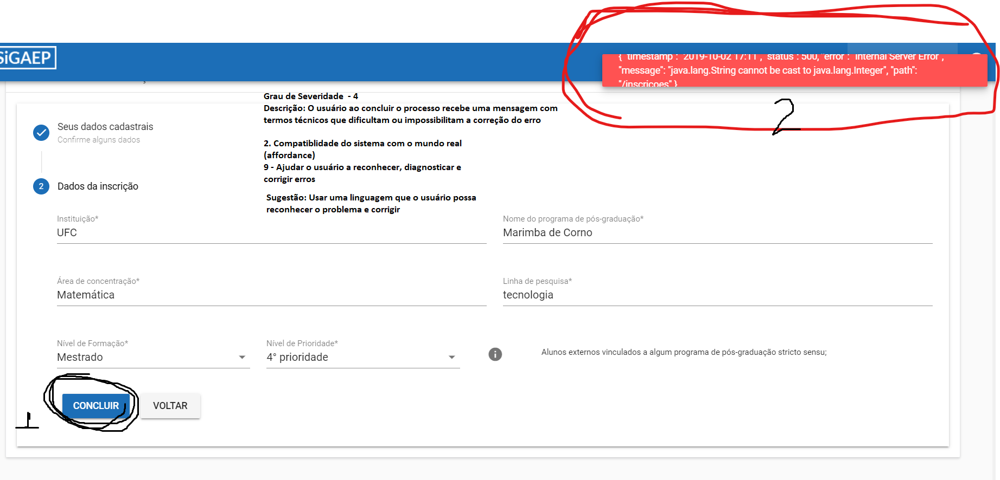 SiGAEP
{ "timestamp": "2019-10-02 17:11", "status": 500, "error": "Internal Server Error",
"message": "java.lang.String cannot be cast to java.lang.Integer", "path":
"/inscricoes" }
2
Grau de Severidade - 4
Descrição: O usuário ao concluir o processo recebe uma mensagem com
termos técnicos que dificultam ou impossibilitam a correção do erro
2. Compatiblidade do sistema com o mundo real
(affordance)
9 - Ajudar o usuário a reconhecer, diagnosticar e
corrigir erros
Sugestão: Usar uma linguagem que o usuário possa
reconhecer o problema e corrigir
Seus dados cadastrais
Confirme alguns dados
2 Dados da inscrição
Instituição*
UFC
Nome do programa de pós-graduação*
Marimba de Corno
Área de concentração*
Matemática
Linha de pesquisa*
tecnologia
Nível de Formação*
Mestrado
Nível de Prioridade*
4° prioridade
Alunos externos vinculados a algum programa de pós-graduação stricto sensu;
1
CONCLUIR
VOLTAR